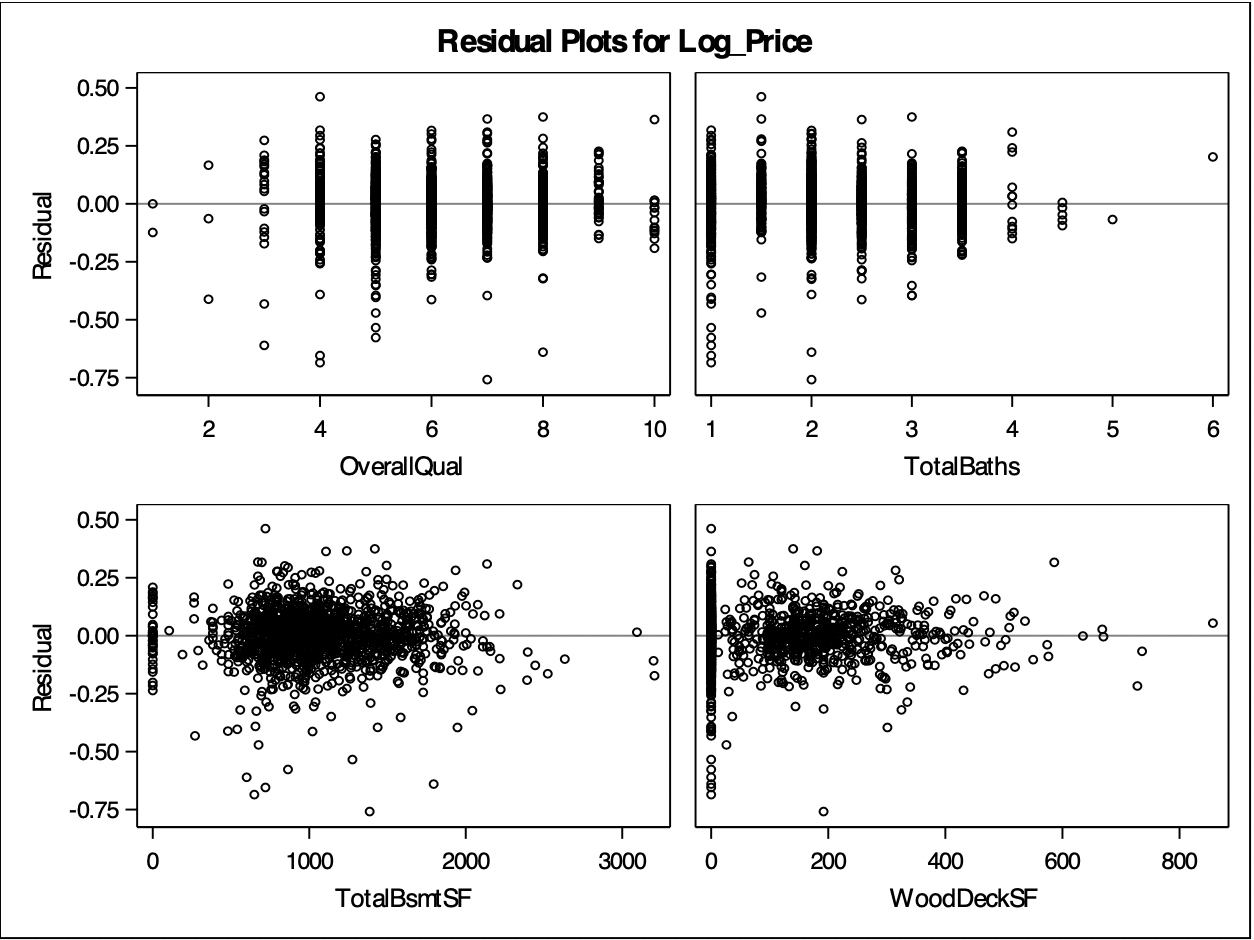 Residual Plots for Log_Price
0.50
0.25
0.00
-0.25
-0.50
-0.75
Residual
2 4 6 8 10
OverallQual
1 2 3 4 5 6
TotalBaths
0.50
0.25
0.00
-0.25
-0.50
-0.75
Residual
0 1000 2000 3000
TotalBsmtSF
0 200 400 600 800
WoodDeckSF